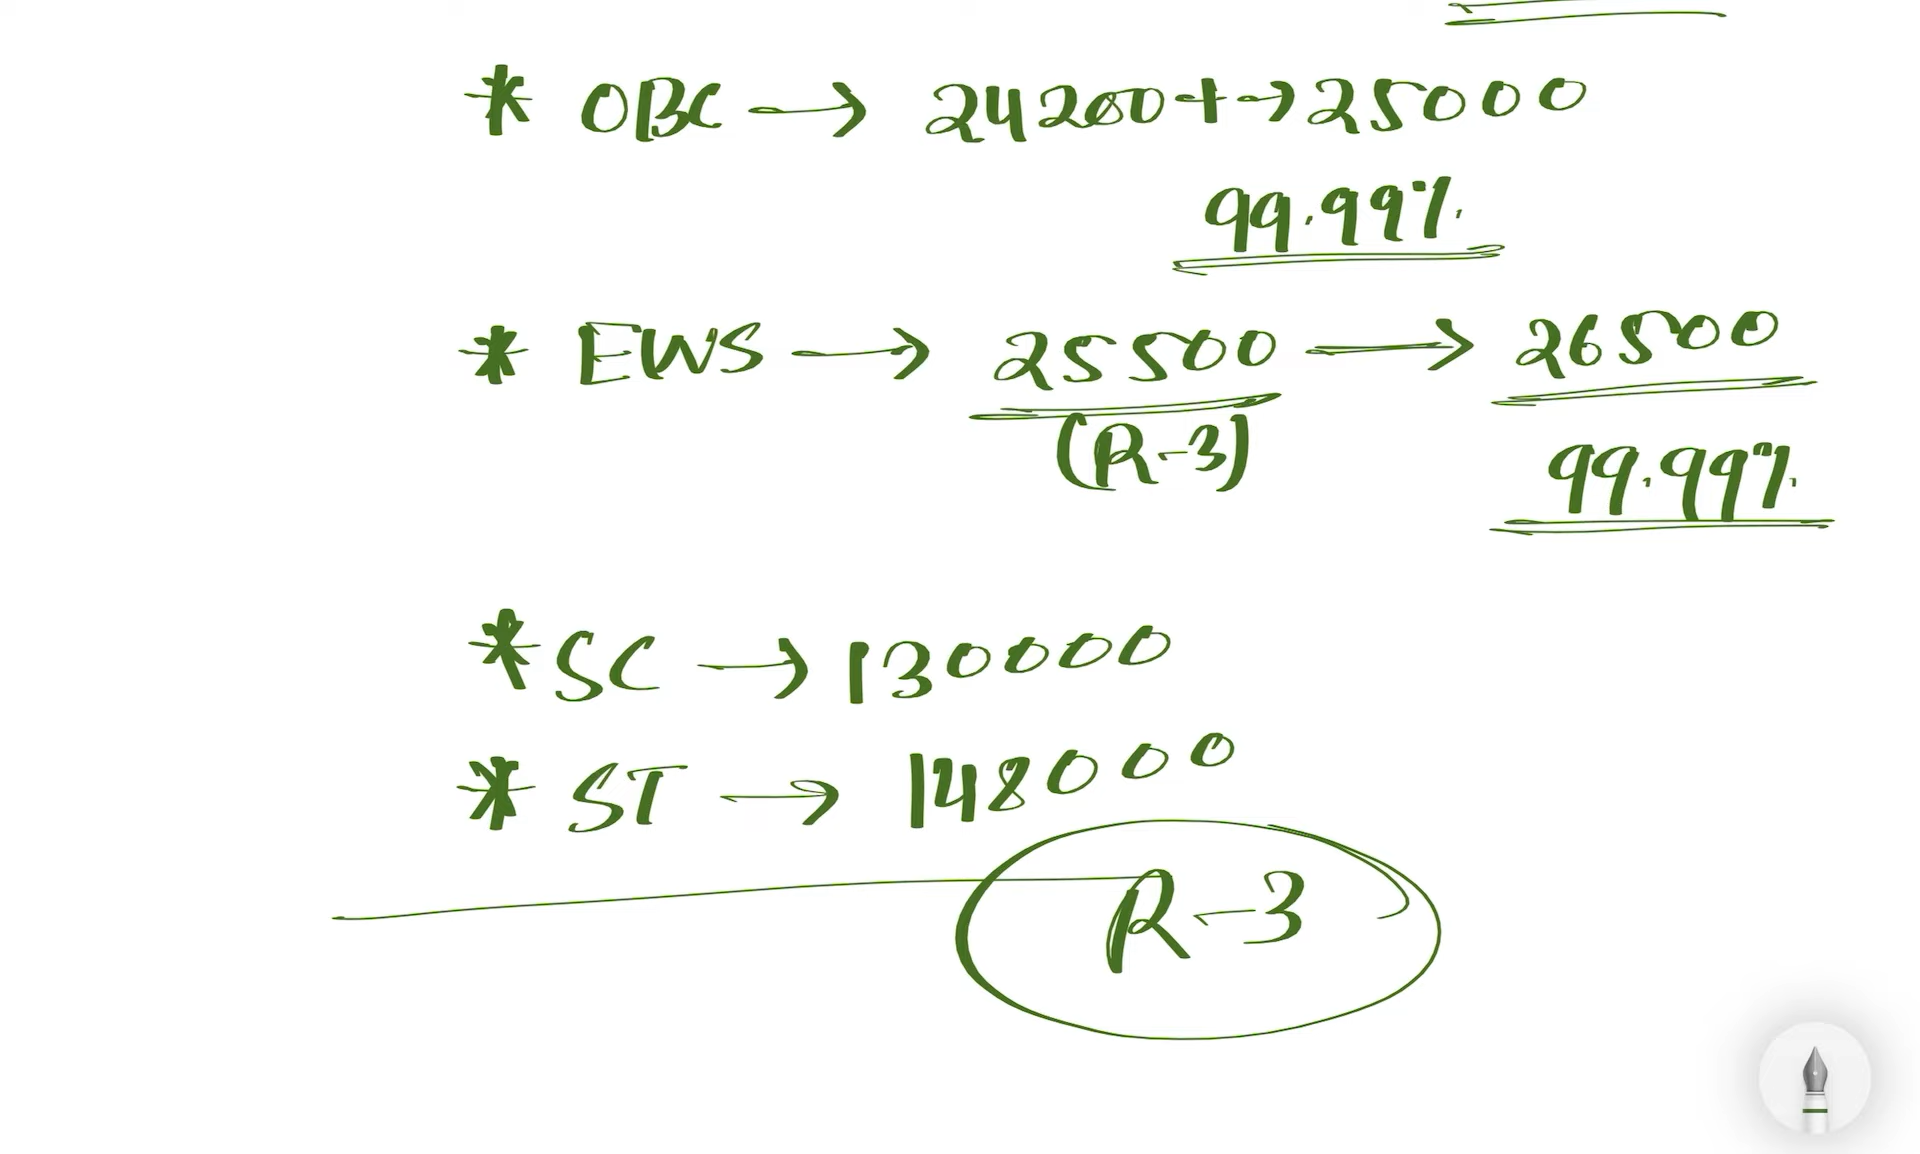 * OBC → 24200+→25000
99.99%
* EWS → 25500 → 26500
(R-3)
99.99%
* SC → 130000
* ST → 148000
R-3